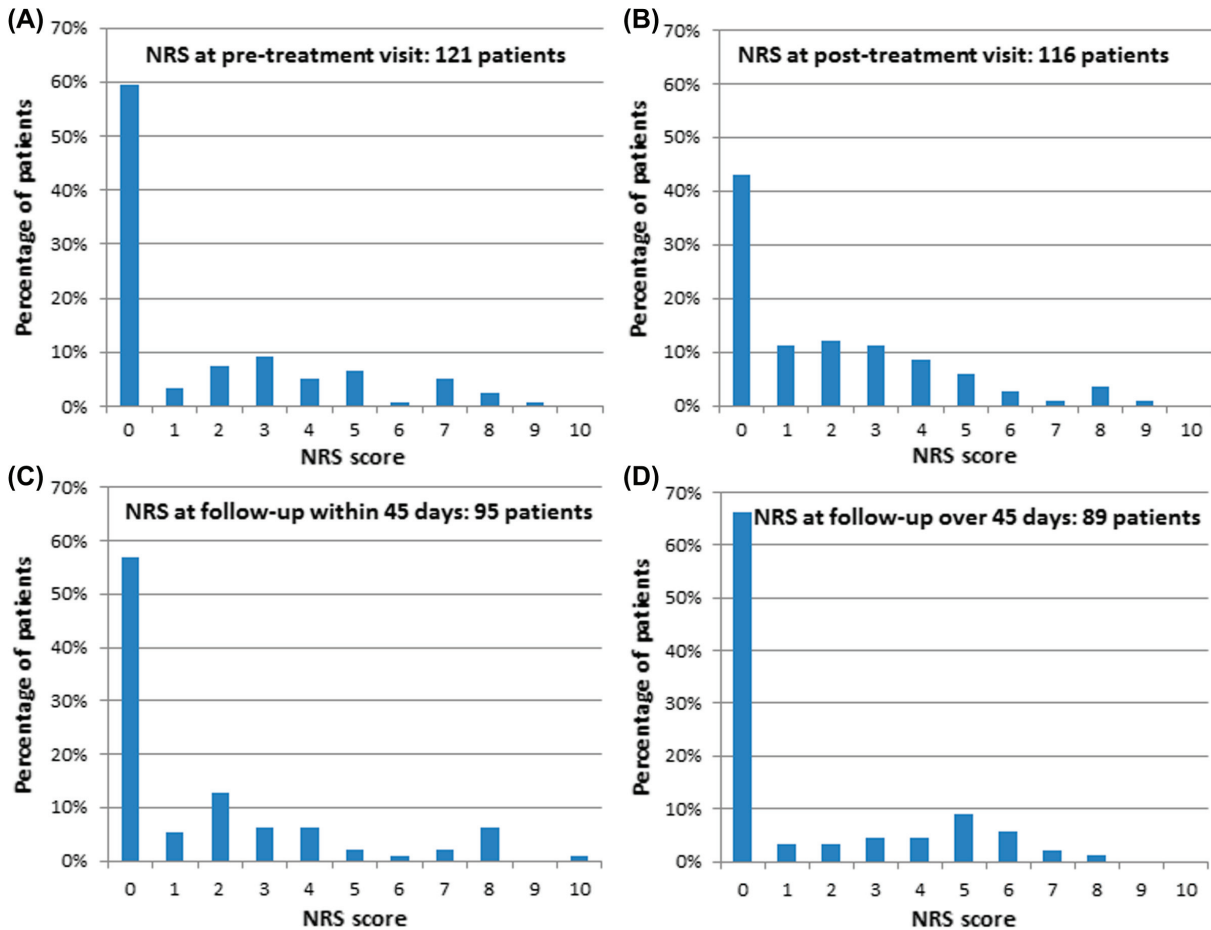 (A)
NRS at pre-treatment visit: 121 patients
Percentage of patients
70%
60%
50%
40%
30%
20%
10%
0%
0 1 2 3 4 5 6 7 8 9 10
NRS score
(B)
NRS at post-treatment visit: 116 patients
Percentage of patients
70%
60%
50%
40%
30%
20%
10%
0%
0 1 2 3 4 5 6 7 8 9 10
NRS score
(C)
NRS at follow-up within 45 days: 95 patients
Percentage of patients
70%
60%
50%
40%
30%
20%
10%
0%
0 1 2 3 4 5 6 7 8 9 10
NRS score
(D)
NRS at follow-up over 45 days: 89 patients
Percentage of patients
70%
60%
50%
40%
30%
20%
10%
0%
0 1 2 3 4 5 6 7 8 9 10
NRS score